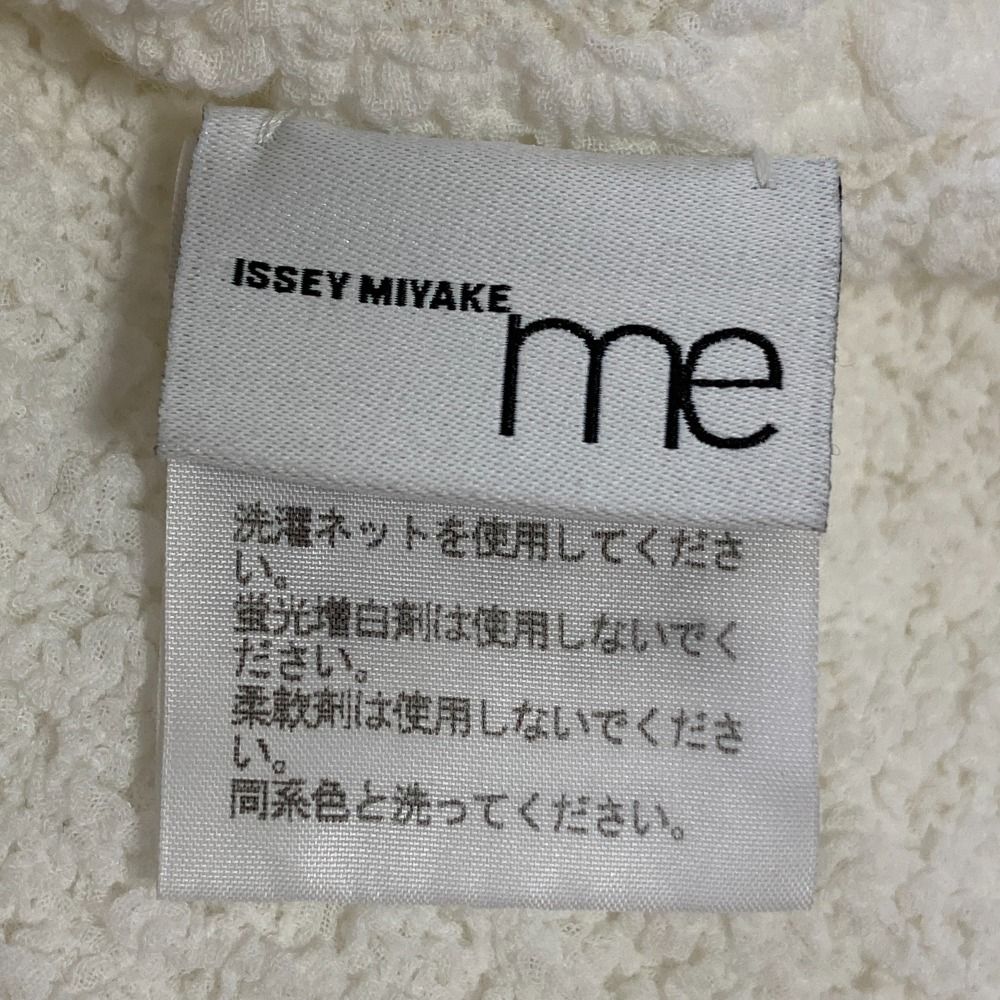 ISSEY MIYAKE
me
洗濯ネットを使用してくださ
い。
蛍光増白剤は使用しないでく
ださい。
柔軟剤は使用しないでくださ
い。
同系色と洗ってください。